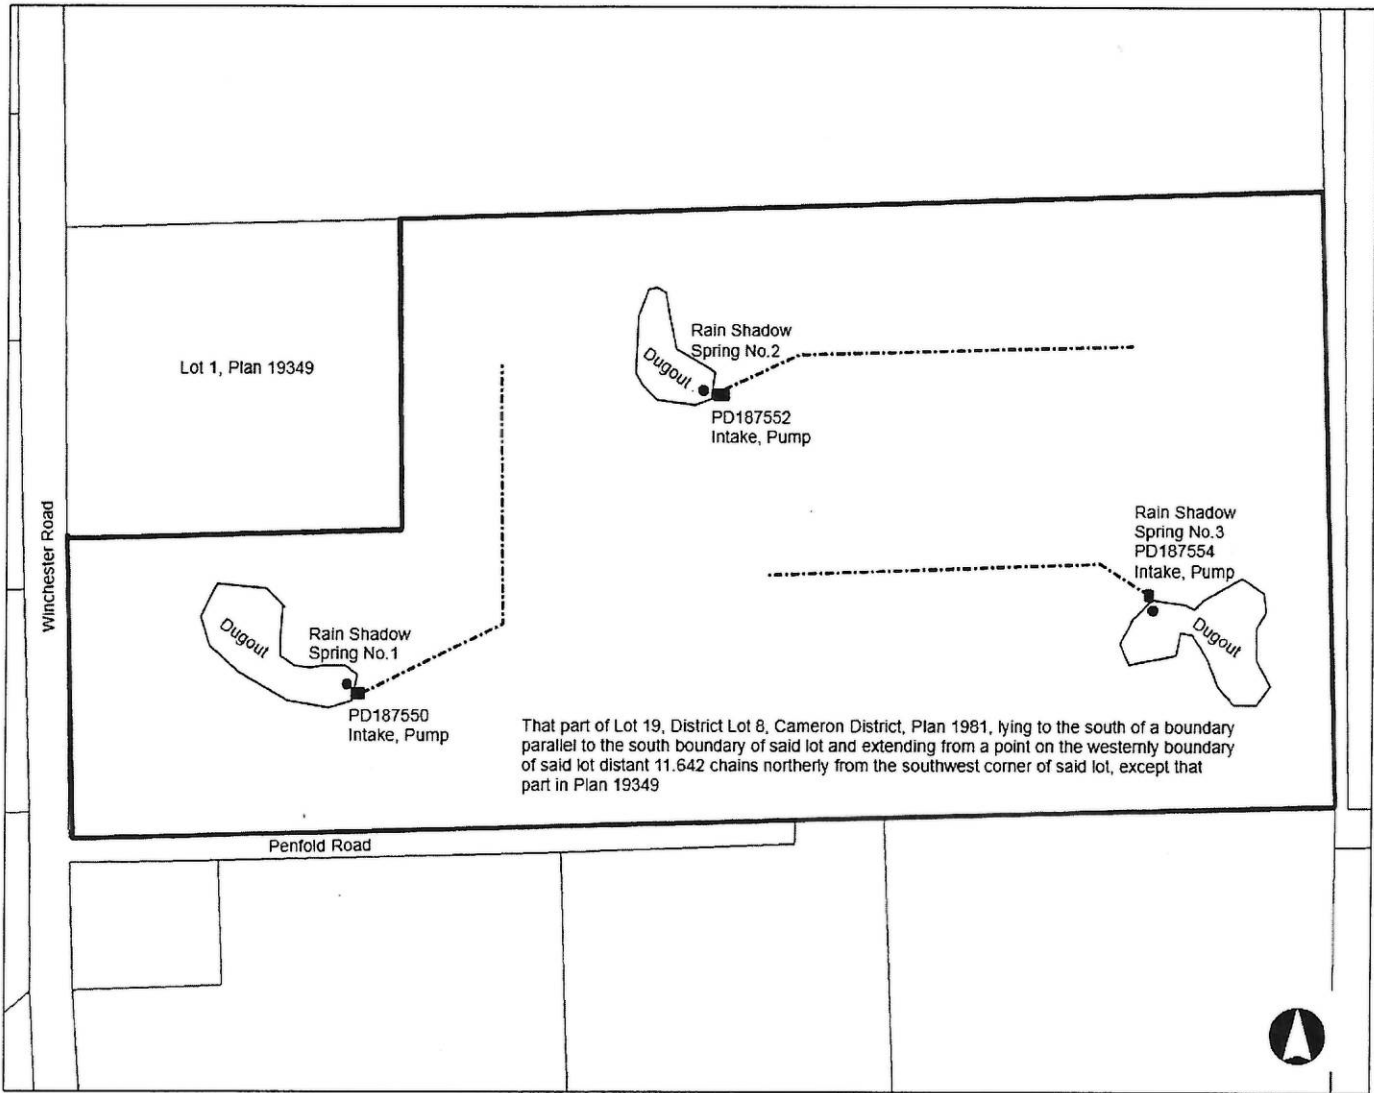 Rain Shadow
Spring No.2
Dugout
Lot 1, Plan 19349
PD187552
Intake, Pump
Winchester Road
Rain Shadow
Spring No.3
PD187554
Intake, Pump
Dugout
Dugout
Rain Shadow
Spring No.1
PD187550
Intake, Pump
That part of Lot 19, District Lot 8, Cameron District, Plan 1981, lying to the south of a boundary
parallel to the south boundary of said lot and extending from a point on the westernly boundary
of said lot distant 11.642 chains northerly from the southwest corner of said lot, except that
part in Plan 19349
Penfold Road